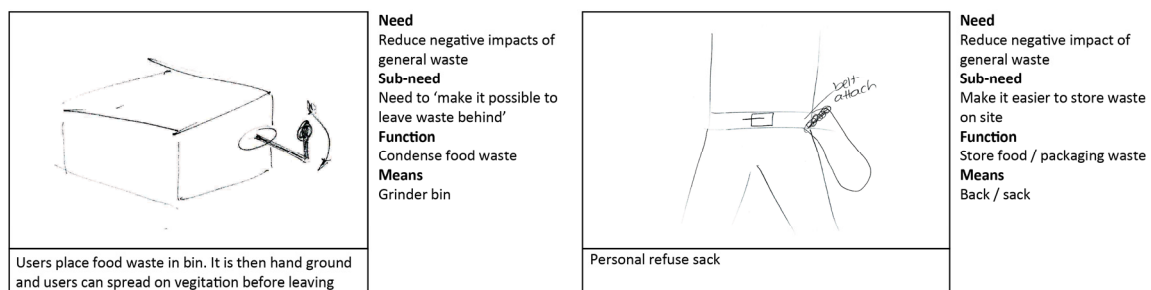 Need
Reduce negative impacts of
general waste
Sub-need
Need to 'make it possible to
leave waste behind'
Function
Condense food waste
Means
Grinder bin
Users place food waste in bin. It is then hand ground
and users can spread on vegitation before leaving
belt
attach
Personal refuse sack
Need
Reduce negative impact of
general waste
Sub-need
Make it easier to store waste
on site
Function
Store food / packaging waste
Means
Back / sack